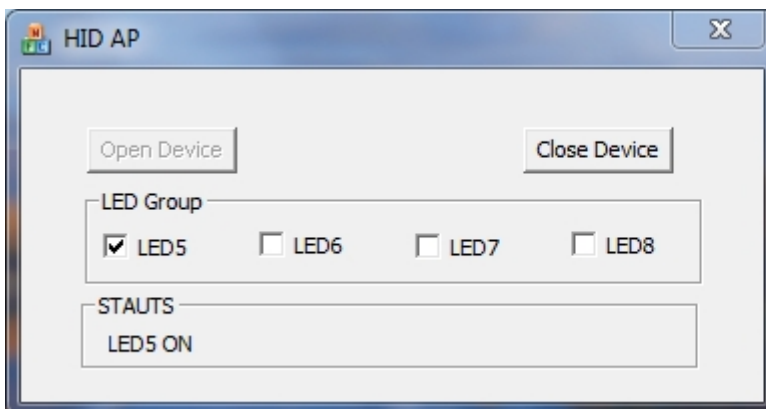 HID AP
Open Device Close Device
LED Group
LED5 LED6 LED7 LED8
STAUTS
LED5 ON